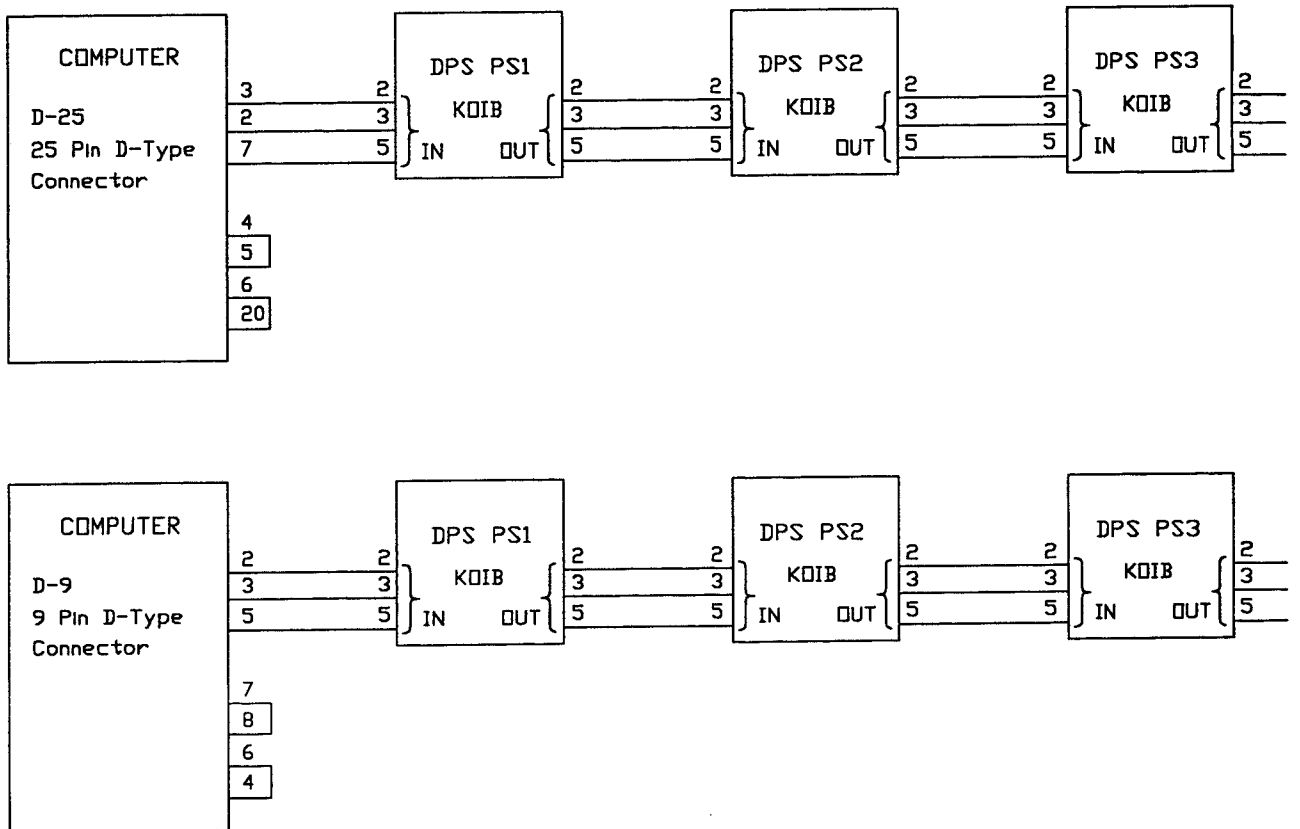 COMPUTER
D-25
25 Pin D-Type
Connector
3
2
7
4
5
6
20
2
3
5
DPS PS1
KOIB
IN OUT
2
3
5
2
3
5
DPS PS2
KOIB
IN OUT
2
3
5
2
3
5
DPS PS3
KOIB
IN OUT
2
3
5
COMPUTER
D-9
9 Pin D-Type
Connector
2
3
5
7
8
6
4
2
3
5
DPS PS1
KOIB
IN OUT
2
3
5
2
3
5
DPS PS2
KOIB
IN OUT
2
3
5
2
3
5
DPS PS3
KOIB
IN OUT
2
3
5